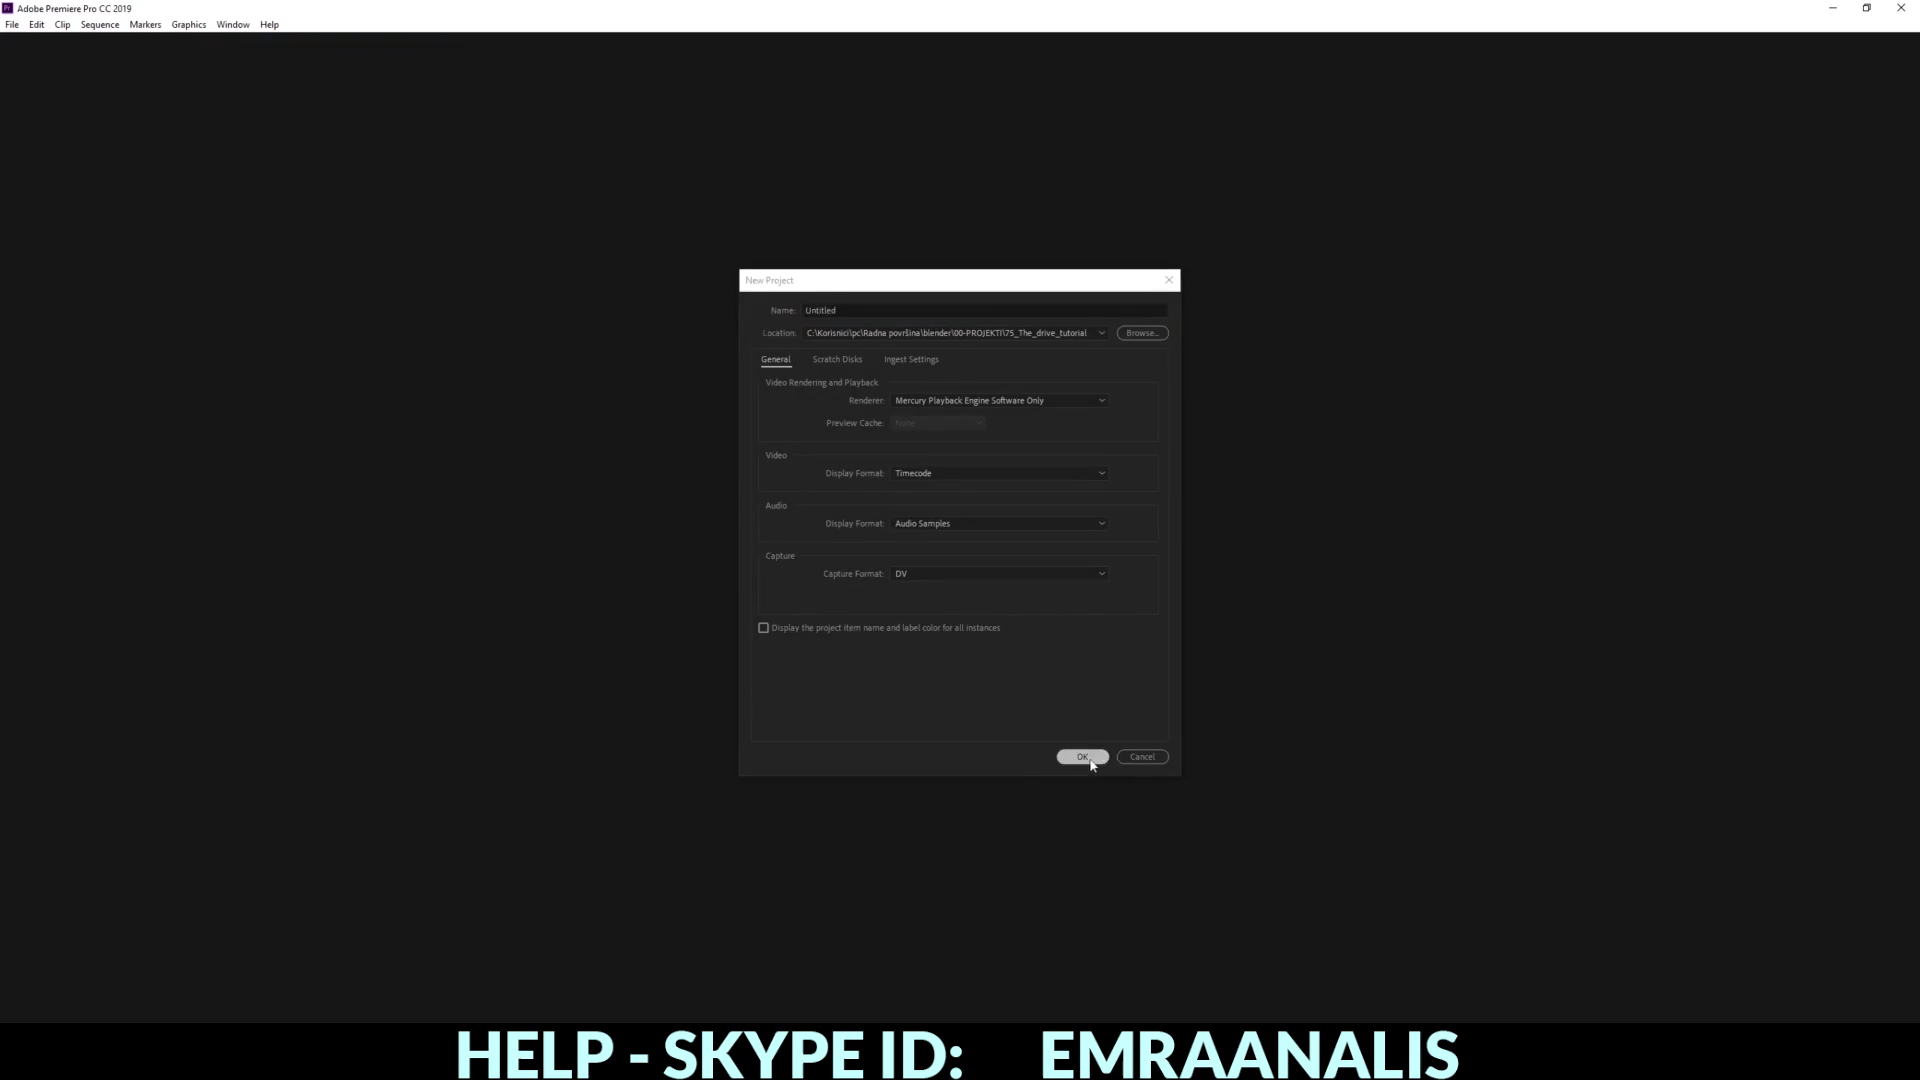 Pr Adobe Premiere Pro CC 2019
File Edit Clip Sequence Markers Graphics Window Help
New Project
Name: Untitled
Location: C:\Korisnici\pc\Radna površina\blender\00-PROJEKTI\75_The_drive_tutorial Browse...
General Scratch Disks Ingest Settings
Video Rendering and Playback
Renderer: Mercury Playback Engine Software Only
Preview Cache: None
Video
Display Format: Timecode
Audio
Display Format: Audio Samples
Capture
Capture Format: DV
Display the project item name and label color for all instances
OK Cancel
HELP - SKYPE ID: EMRAANALIS